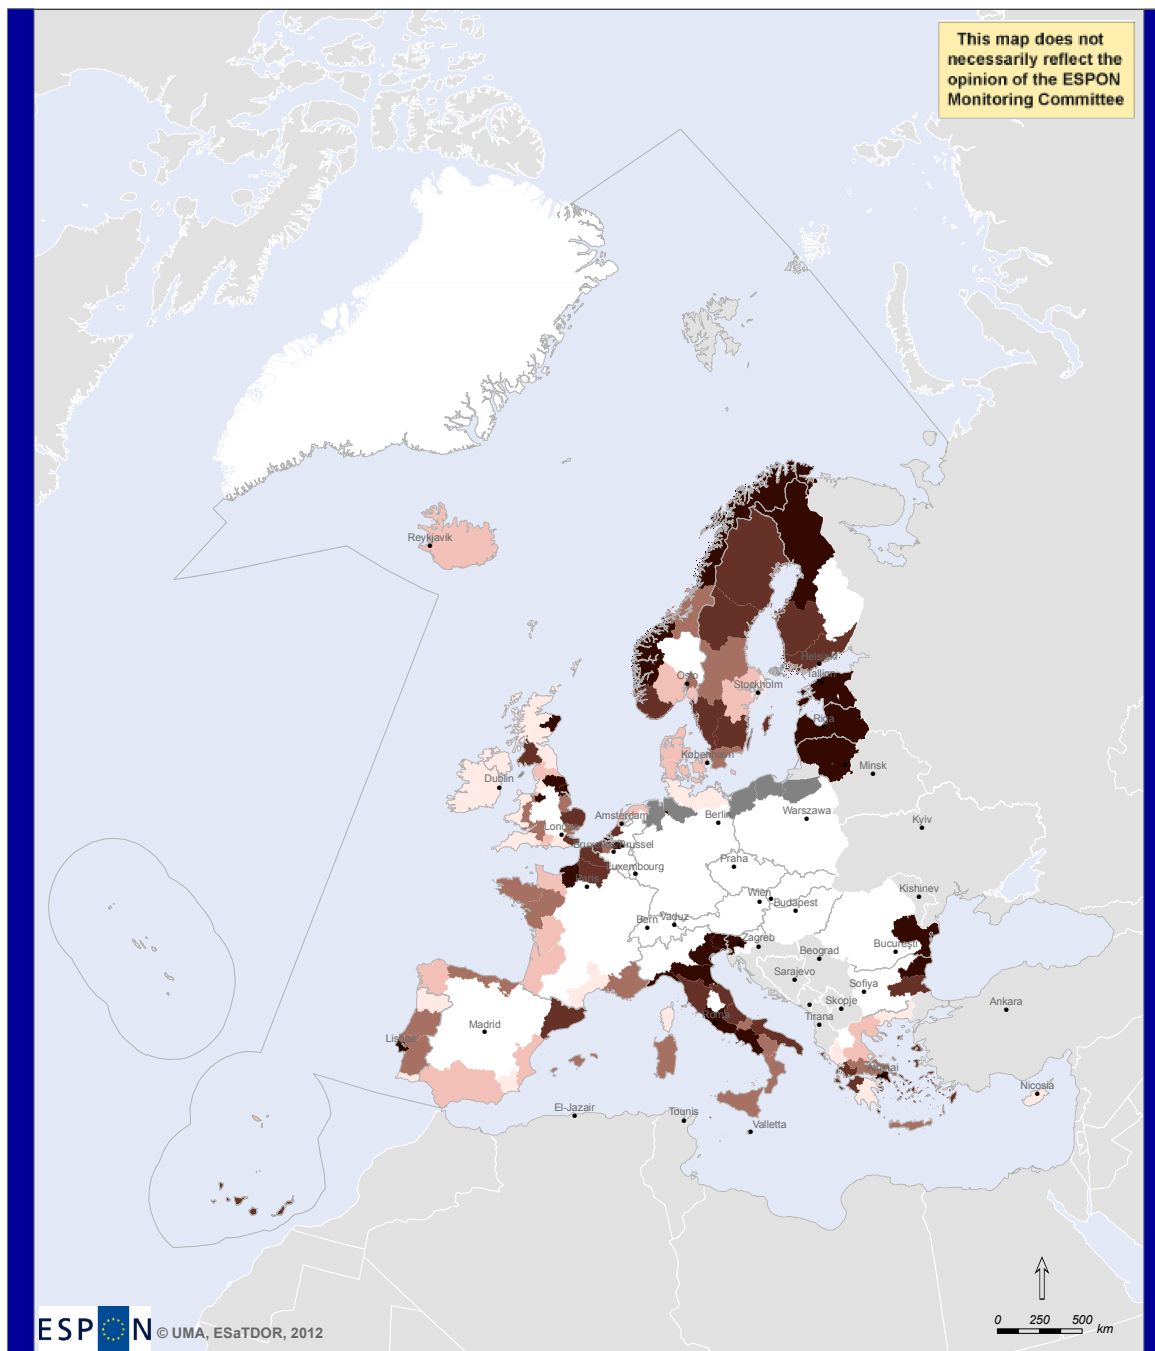 This map does not
necessarily reflect the
opinion of the ESPON
Monitoring Committee
Reykjavik
Helsinki
Tallinn
Oslo
Stockholm
Riga
København
Minsk
Dublin
Amsterdam
Berlin
Warszawa
London
Kyiv
Bruxelles/Brussel
Luxembourg
Praha
Paris
Kishinev
Wien
Budapest
Bern
Vaduz
Zagreb
Bucureşti
Beograd
Sarajevo
Sofiya
Skopje
Ankara
Roma
Tirana
Madrid
Lisboa
Athinai
Nicosia
El-Jazair
Tounis
Valletta
0 250 500
km
ESPON © UMA, ESaTDOR, 2012